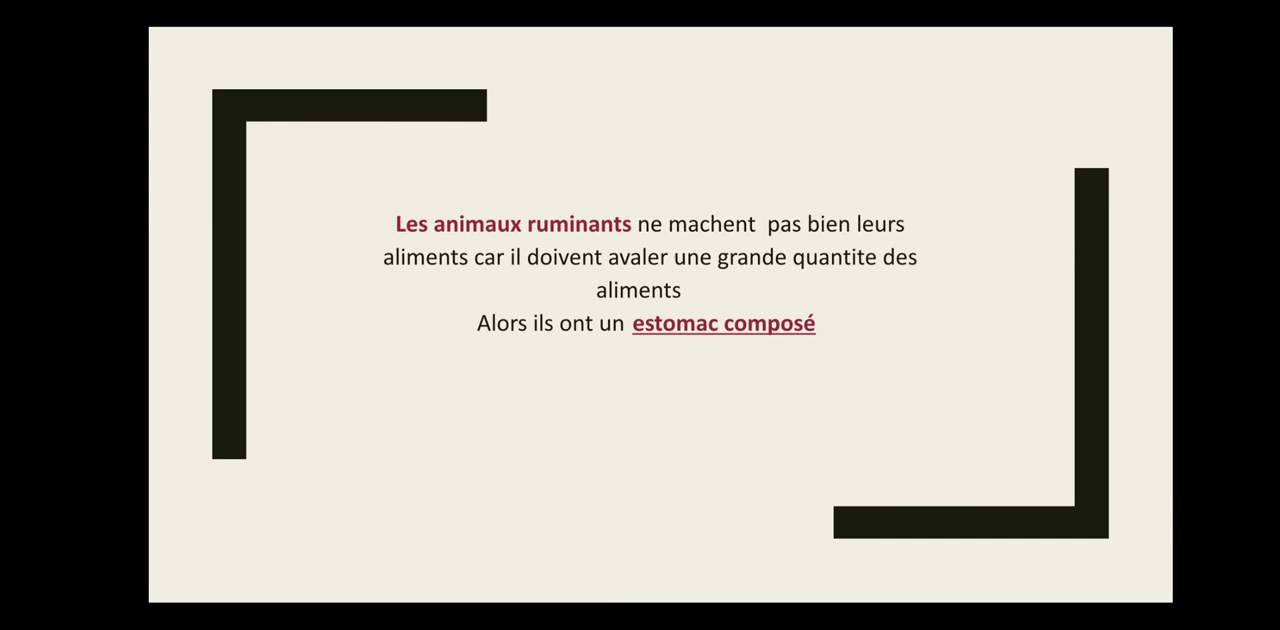 Les animaux ruminants ne machent  pas bien leurs
aliments car il doivent avaler une grande quantite des
aliments
Alors ils ont un estomac composé